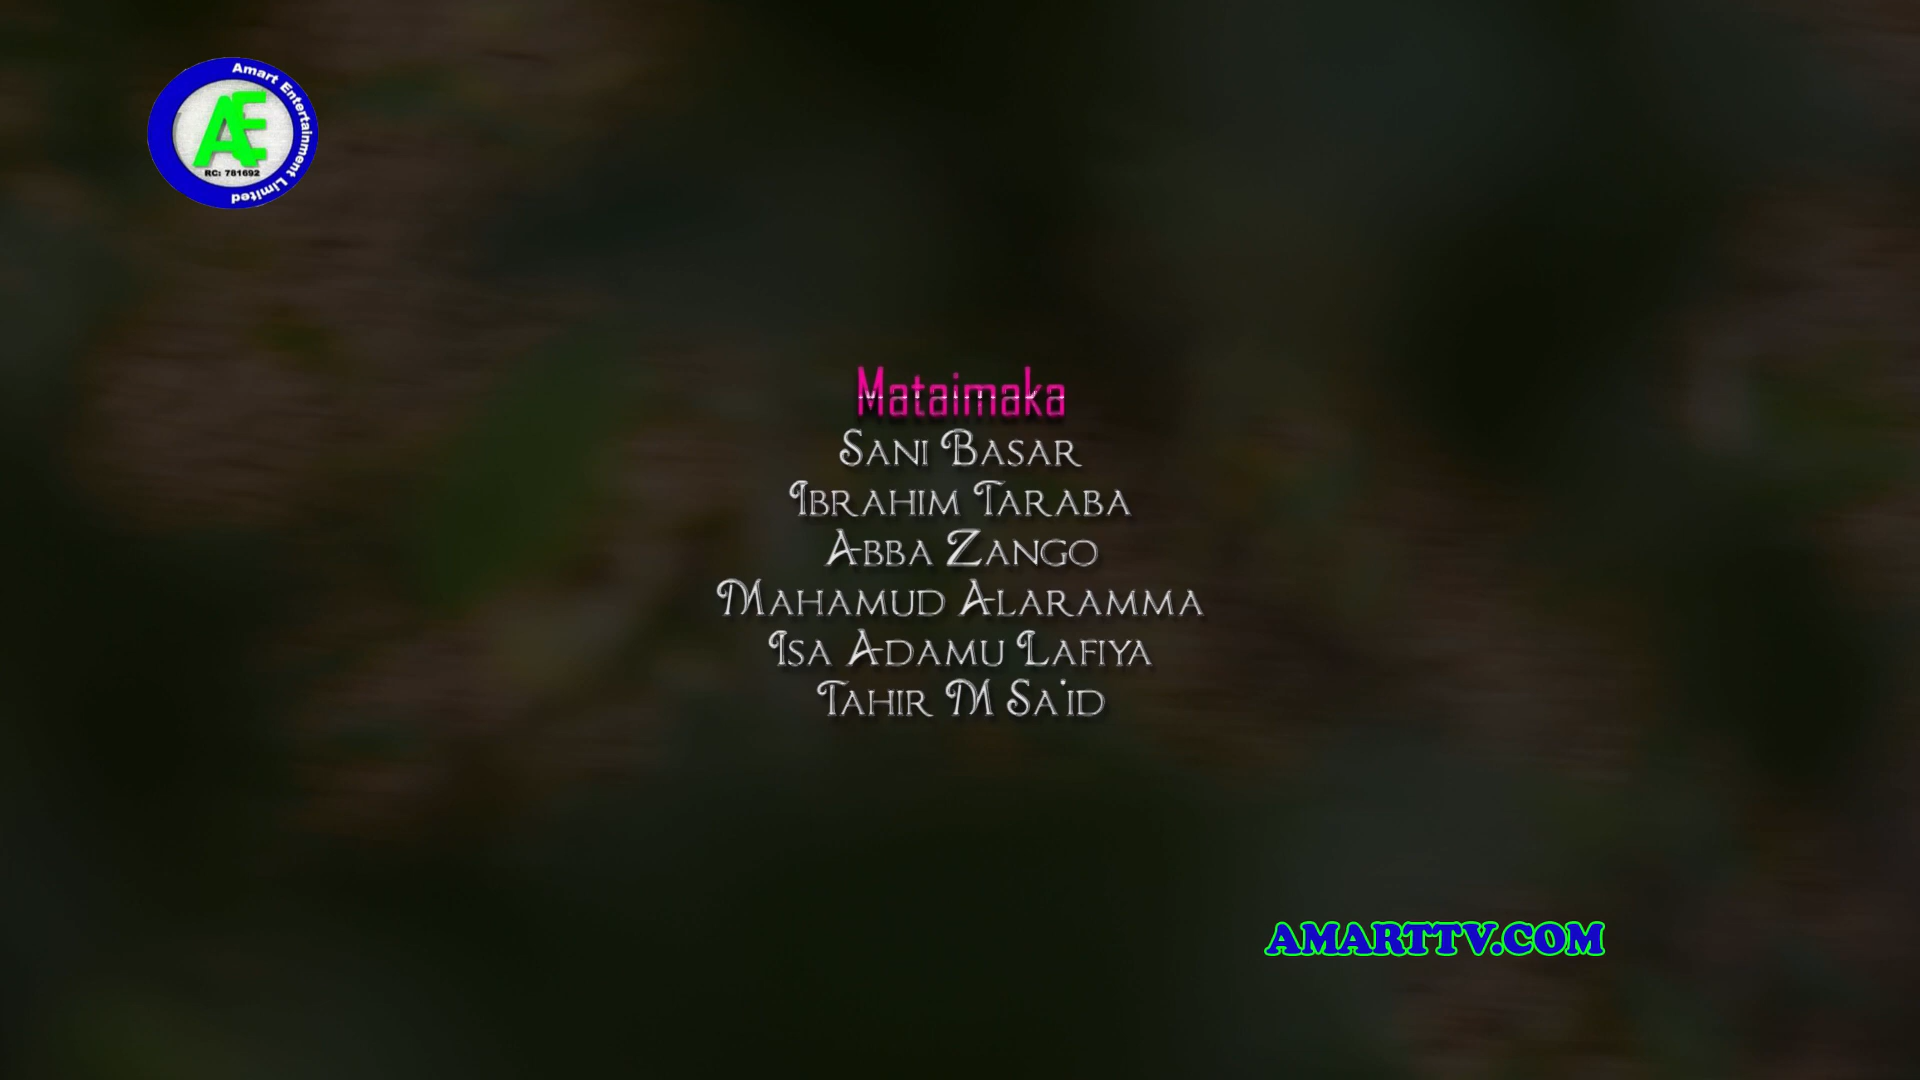 Amart Entertainment Limited
AE
RC: 781692
Mataimaka
Sani Basar
Ibrahim Taraba
Abba Zango
Mahamud Alaramma
Isa Adamu Lafiya
Tahir M Sa'id
AMARTTV.COM